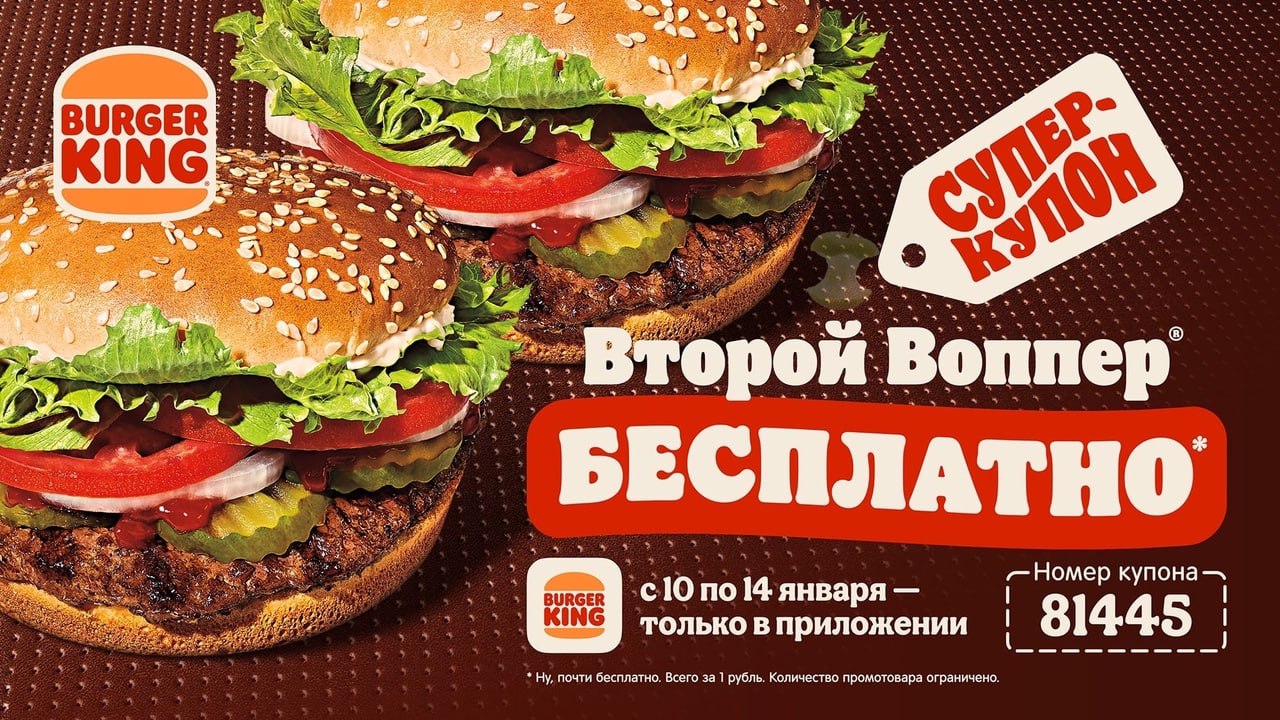 BURGER
KING®
СУПЕР-
КУПОН
Второй Воппер®
БЕСПЛАТНО*
BURGER
KING
с 10 по 14 января —
только в приложении
Номер купона
81445
* Ну, почти бесплатно. Всего за 1 рубль. Количество промотовара ограничено.